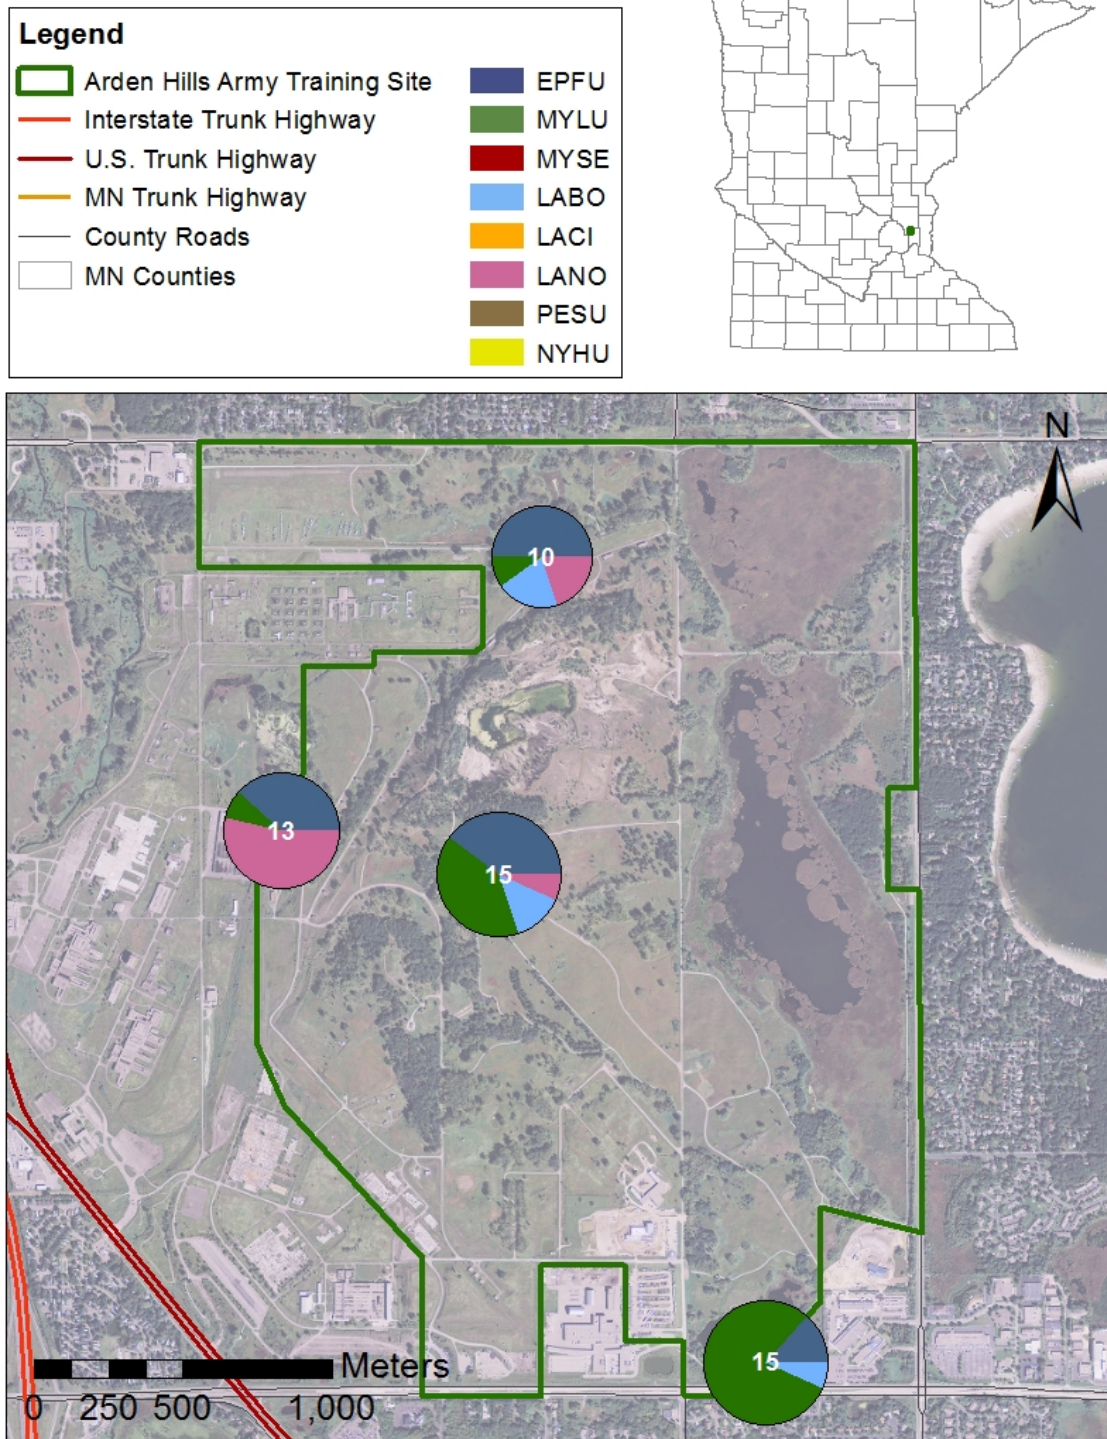 Legend
Arden Hills Army Training Site
Interstate Trunk Highway
U.S. Trunk Highway
MN Trunk Highway
County Roads
MN Counties
EPFU
MYLU
MYSE
LABO
LACI
LANO
PESU
NYHU
N
10
13
15
15
Meters
0 250 500 1,000